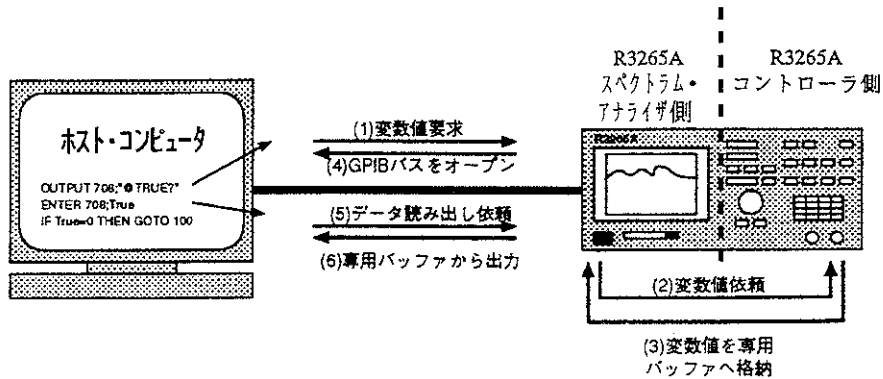 R3265A
スペクトラム・
アナライザ側
R3265A
コントローラ側
ホスト・コンピュータ
OUTPUT 708;"@ TRUE?"
ENTER 708;True
IF True=0 THEN GOTO 100
(1)変数値要求
(4)GPIBバスをオープン
(5)データ読み出し依頼
(6)専用バッファから出力
R3265A
(2)変数値依頼
(3)変数値を専用
バッファへ格納